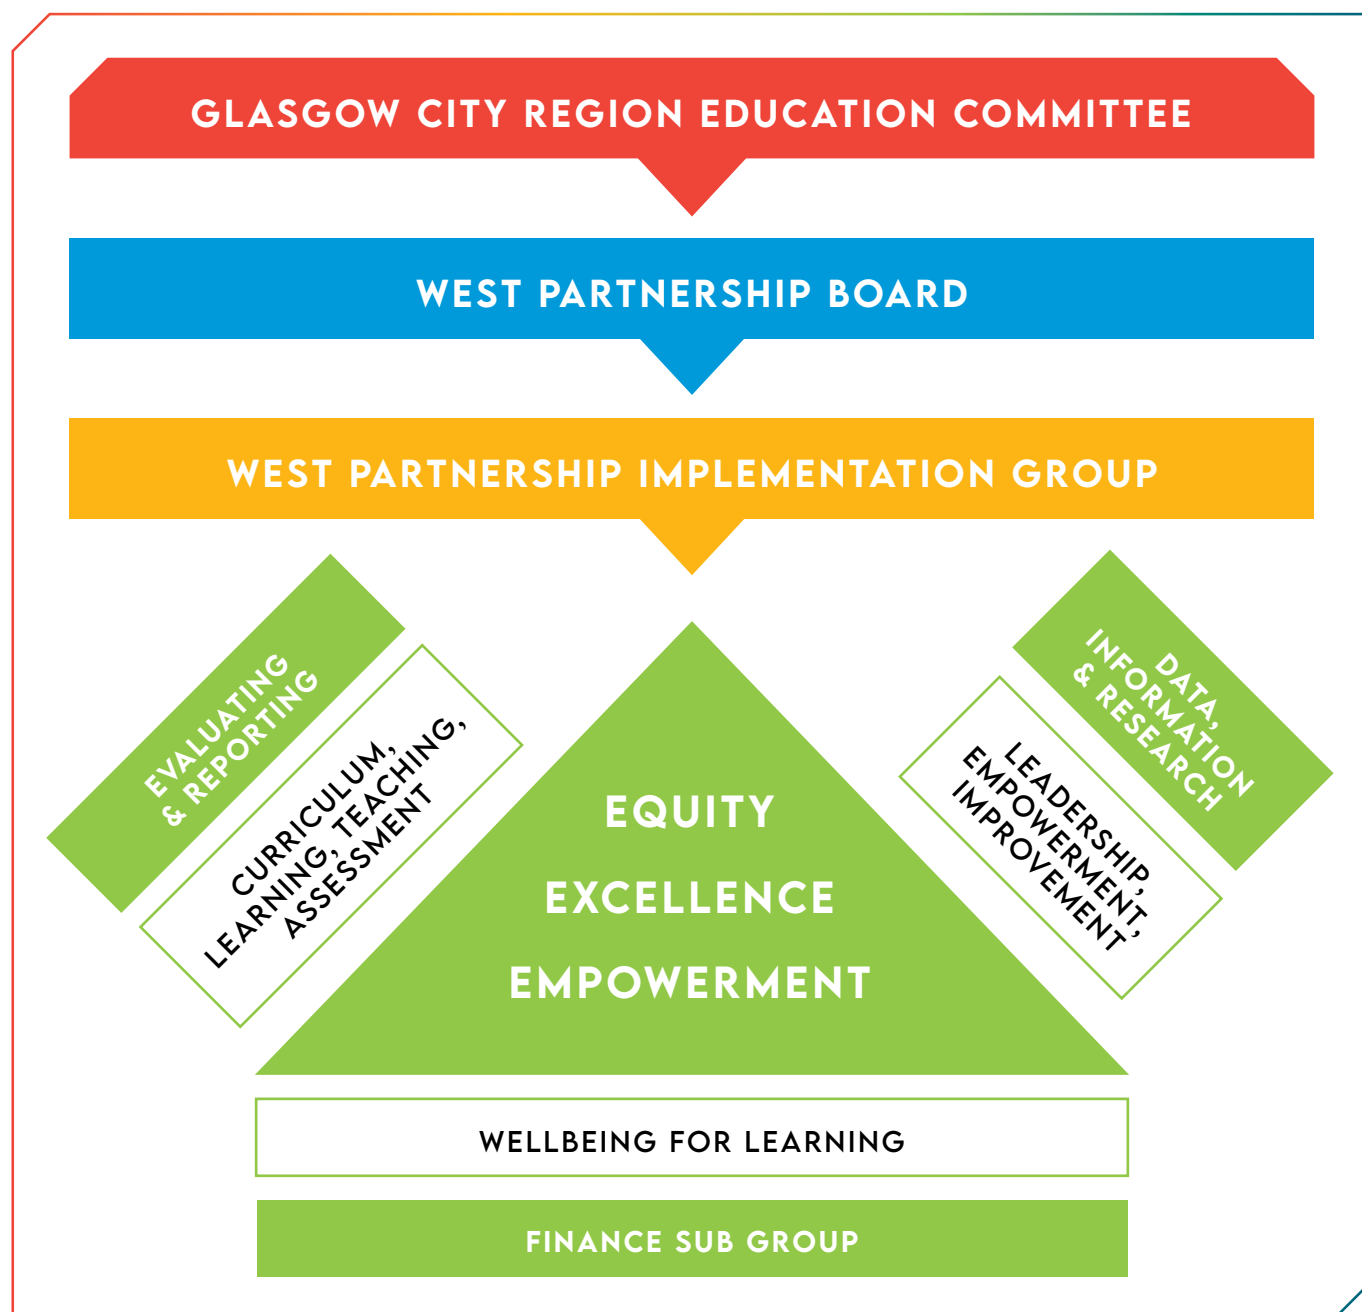 GLASGOW CITY REGION EDUCATION COMMITTEE
WEST PARTNERSHIP BOARD
WEST PARTNERSHIP IMPLEMENTATION GROUP
EVALUATING
& REPORTING
CURRICULUM,
LEARNING, TEACHING,
ASSESSMENT
EQUITY
EXCELLENCE
EMPOWERMENT
DATA,
INFORMATION
& RESEARCH
LEADERSHIP,
EMPOWERMENT,
IMPROVEMENT
WELLBEING FOR LEARNING
FINANCE SUB GROUP